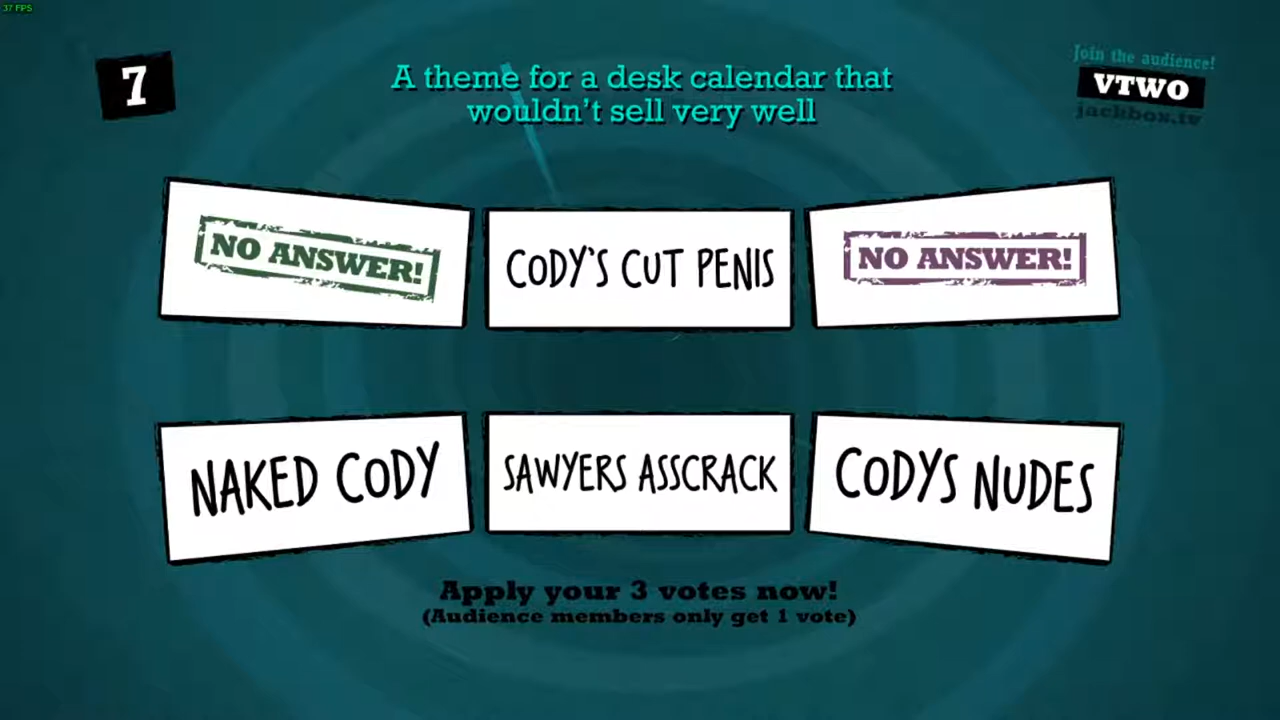 37 FPS
7
A theme for a desk calendar that
wouldn't sell very well
Join the audience!
VTWO
jackbox.tv
NO ANSWER!
CODY'S CUT PENIS
NO ANSWER!
NAKED CODY
SAWYERS ASSCRACK
CODYS NUDES
Apply your 3 votes now!
(Audience members only get 1 vote)